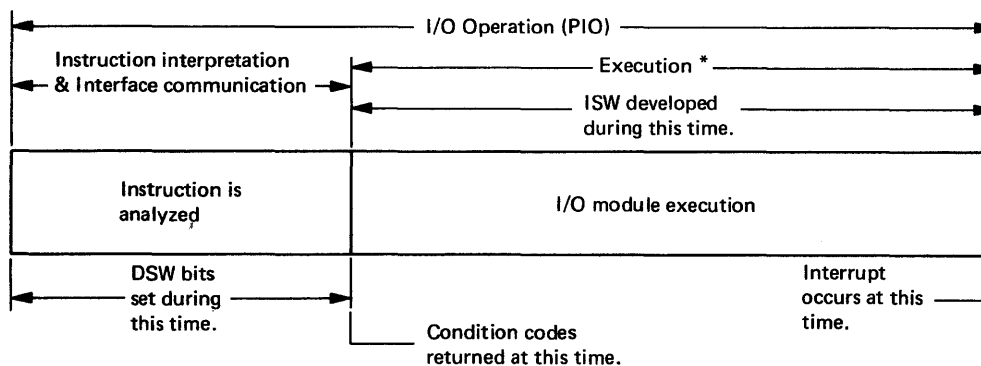 I/O Operation (PIO)
Instruction interpretation
& Interface communication
Execution *
ISW developed
during this time.
Instruction is
analyzed
I/O module execution
DSW bits
set during
this time.
Interrupt
occurs at this
time.
Condition codes
returned at this time.